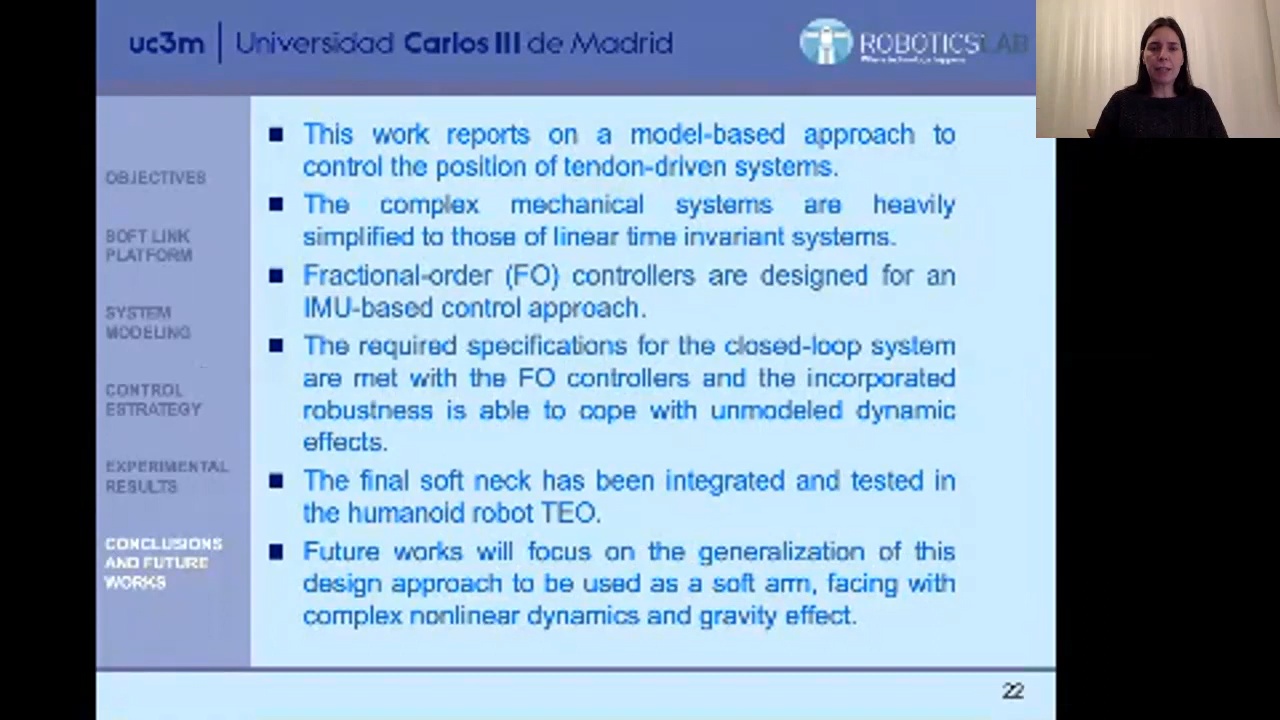 uc3m | Universidad Carlos III de Madrid
ROBOTICSLAB
OBJECTIVES
SOFT LINK
PLATFORM
SYSTEM
MODELING
CONTROL
ESTRATEGY
EXPERIMENTAL
RESULTS
CONCLUSIONS
AND FUTURE
WORKS
■ This work reports on a model-based approach to
control the position of tendon-driven systems.
■ The complex mechanical systems are heavily
simplified to those of linear time invariant systems.
■ Fractional-order (FO) controllers are designed for an
IMU-based control approach.
■ The required specifications for the closed-loop system
are met with the FO controllers and the incorporated
robustness is able to cope with unmodeled dynamic
effects.
■ The final soft neck has been integrated and tested in
the humanoid robot TEO.
■ Future works will focus on the generalization of this
design approach to be used as a soft arm, facing with
complex nonlinear dynamics and gravity effect.
22